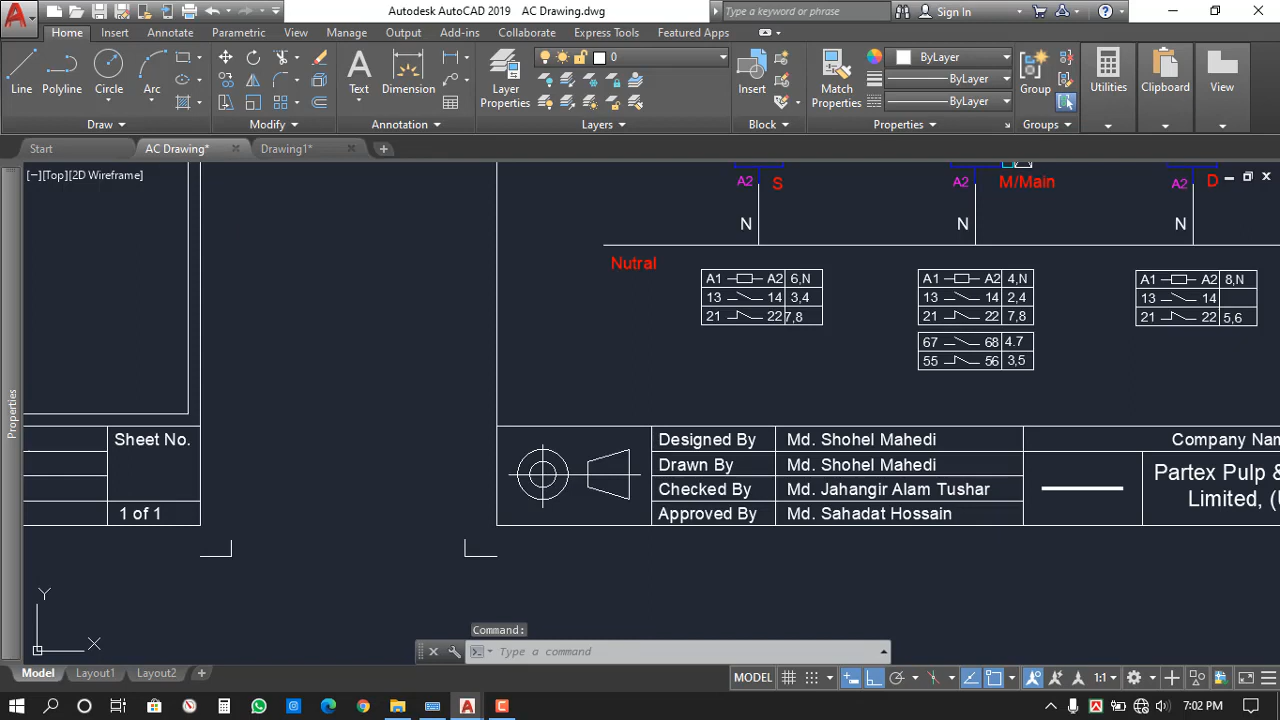 Autodesk AutoCAD 2019 AC Drawing.dwg
Type a keyword or phrase
Sign In
Home Insert Annotate Parametric View Manage Output Add-ins Collaborate Express Tools Featured Apps
Line Polyline Circle Arc
Text Dimension
Layer Properties
0
Insert
Match Properties
ByLayer
ByLayer
ByLayer
Group Utilities Clipboard View
Draw Modify Annotation Layers Block Properties Groups
Start AC Drawing* Drawing1*
[−][Top][2D Wireframe]
Properties
A2 S A2 M/Main A2 D
N N N
Nutral
A1 A2 6,N A1 A2 4,N A1 A2 8,N
13 14 3,4 13 14 2,4 13 14
21 22 7,8 21 22 7,8 21 22 5,6
67 68 4.7
55 56 3,5
Sheet No. Designed By Md. Shohel Mahedi Company Na
Drawn By Md. Shohel Mahedi Partex Pulp &
Checked By Md. Jahangir Alam Tushar Limited, (
1 of 1 Approved By Md. Sahadat Hossain
Y
X
Command:
Type a command
Model Layout1 Layout2
MODEL 1:1
7:02 PM